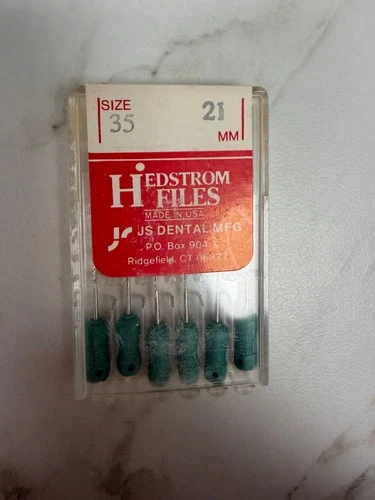 SIZE
35
21
MM
HEDSTROM
FILES
MADE IN USA
JS DENTAL MFG
P.O. Box 904
Ridgefield, CT 06877